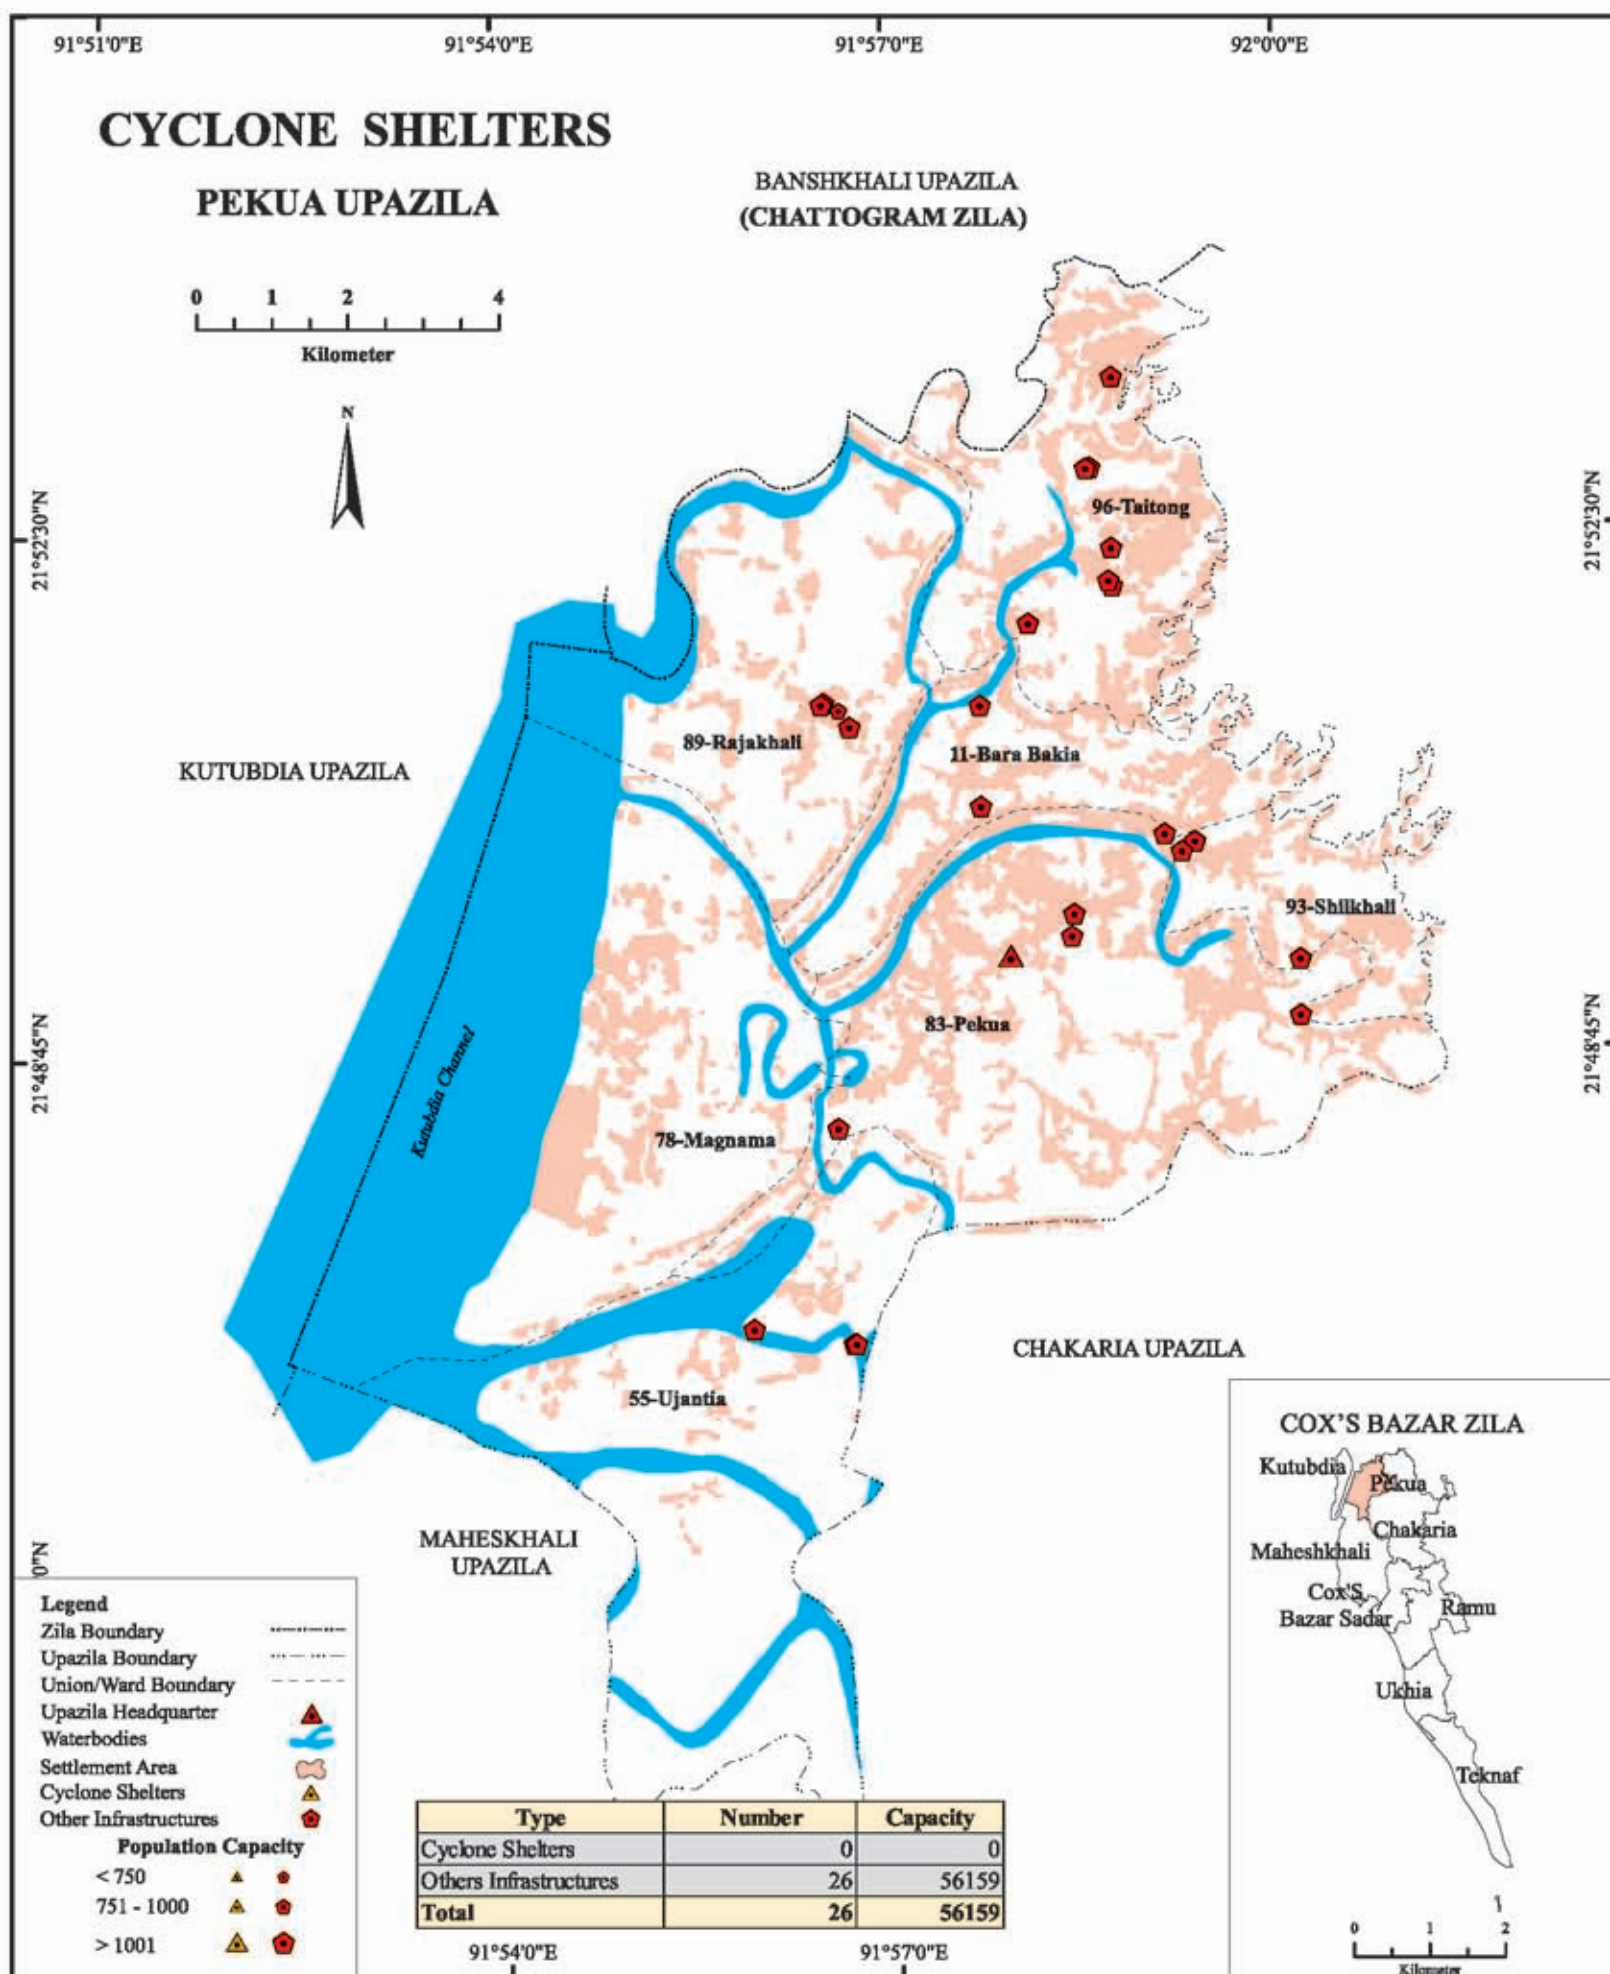 91°51'0"E
91°54'0"E
91°57'0"E
92°0'0"E
CYCLONE SHELTERS
PEKUA UPAZILA
BANSHKHALI UPAZILA
(CHATTOGRAM ZILA)
0 1 2 4
Kilometer
N
96-Taitong
21°52'30"N
21°52'30"N
89-Rajakhali
11-Bara Bakia
KUTUBDIA UPAZILA
93-Shilkhali
83-Pekua
21°48'45"N
21°48'45"N
Kutubdia Channel
78-Magnama
CHAKARIA UPAZILA
55-Ujantia
MAHESKHALI
UPAZILA
0"N
COX'S BAZAR ZILA
Kutubdia
Pekua
Chakaria
Maheshkhali
Cox'S
Bazar Sadar
Ramu
Ukhia
Teknaf
0 1 2
Kilometer
Legend
Zila Boundary
Upazila Boundary
Union/Ward Boundary
Upazila Headquarter
Waterbodies
Settlement Area
Cyclone Shelters
Other Infrastructures
Population Capacity
< 750
751 - 1000
> 1001
Type Number Capacity
Cyclone Shelters 0 0
Others Infrastructures 26 56159
Total 26 56159
91°54'0"E
91°57'0"E